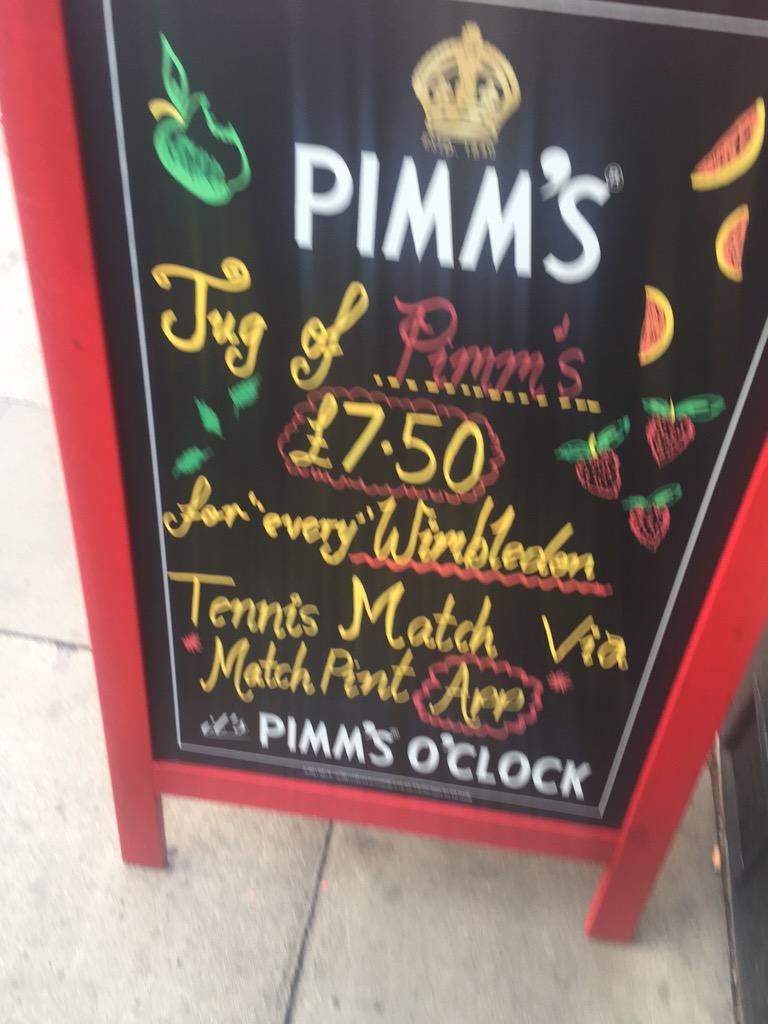 PIMM'S®
Jug of Pimm's
£7.50
for "every" Wimbledon
Tennis Match Via
Match Pint App
PIMM'S O'CLOCK